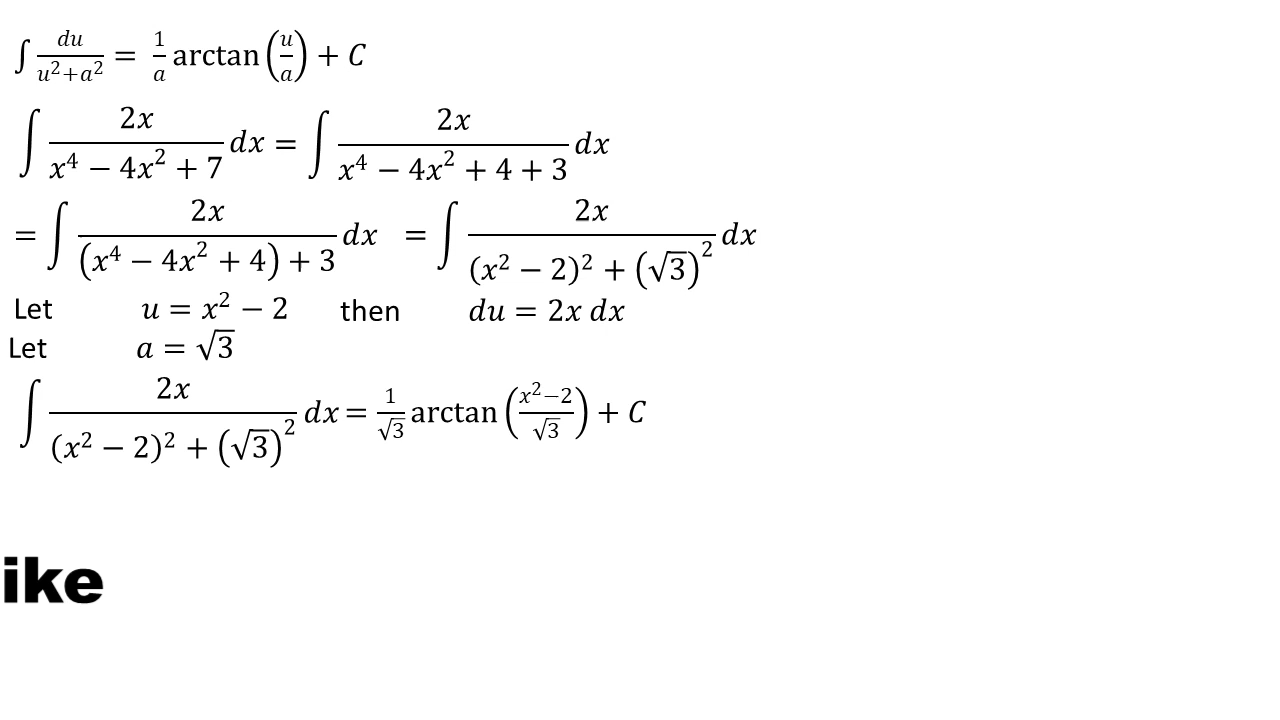 ∫ du/(u²+a²) = 1/a arctan(u/a) + C
∫ 2x/(x⁴ − 4x² + 7) dx = ∫ 2x/(x⁴ − 4x² + 4 + 3) dx
= ∫ 2x/((x⁴ − 4x² + 4) + 3) dx = ∫ 2x/((x² − 2)² + (√3)²) dx
Let u = x² − 2 then du = 2x dx
Let a = √3
∫ 2x/((x² − 2)² + (√3)²) dx = 1/√3 arctan((x²−2)/√3) + C
ike